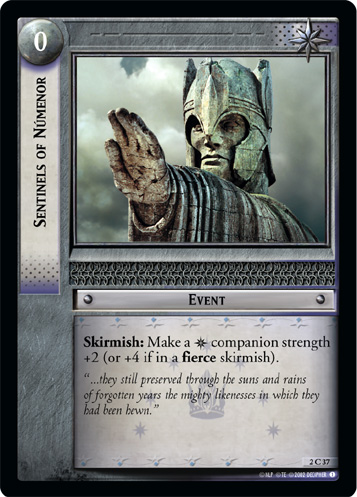 0
SENTINELS OF NÚMENOR
EVENT
Skirmish: Make a companion strength
+2 (or +4 if in a fierce skirmish).
“...they still preserved through the suns and rains
of forgotten years the mighty likenesses in which they
had been hewn.”
2 C 37
©NLP ™TE ©2002 DECIPHER